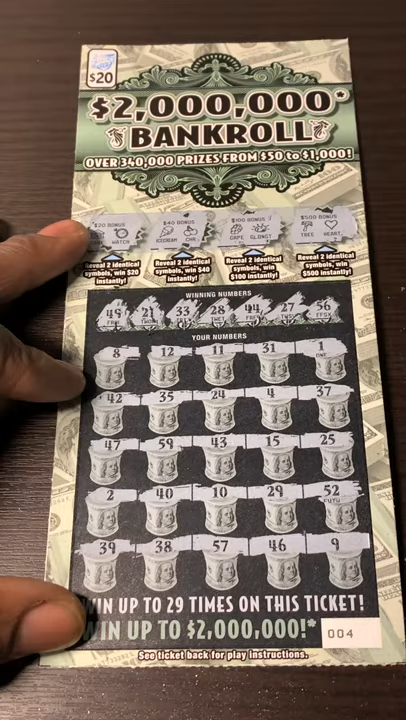 $20
$2,000,000*
BANKROLL
OVER 340,000 PRIZES FROM $50 to $1,000!
$20 BONUS $40 BONUS $100 BONUS $500 BONUS
WATCH ICECREAM TREE HEART
Reveal 2 identical symbols, win $20 instantly!
Reveal 2 identical symbols, win $40 instantly!
Reveal 2 identical symbols, win $100 instantly!
Reveal 2 identical symbols, win $500 instantly!
WINNING NUMBERS
21 33 28 44 27 56
YOUR NUMBERS
8 12 11 31 1
ONE
42 35 24 4 37
47 59 43 15 25
2 40 10 29 52
39 38 57 46 9
WIN UP TO 29 TIMES ON THIS TICKET!
WIN UP TO $2,000,000!* 004
See ticket back for play instructions.